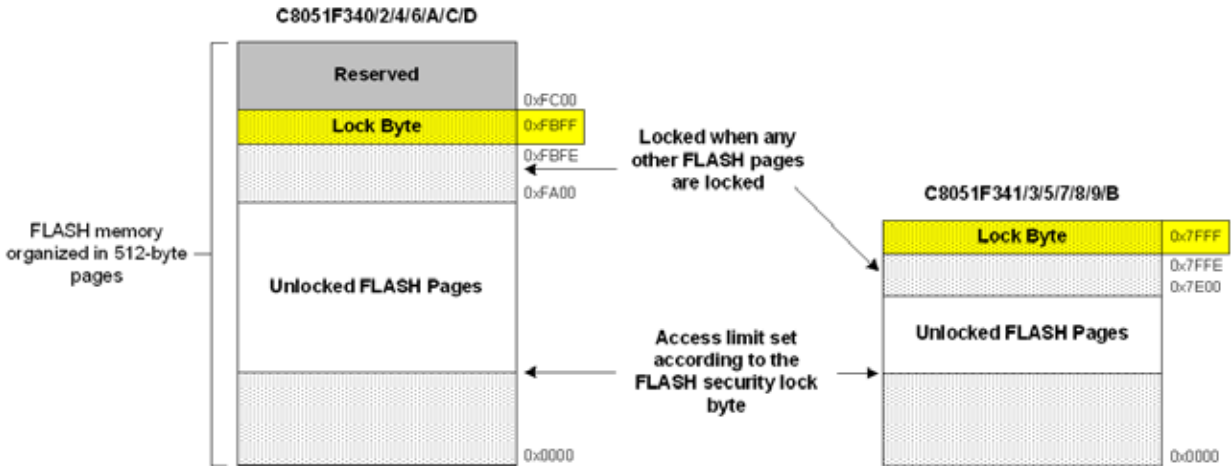 C8051F340/2/4/6/A/C/D
Reserved
0xFC00
Lock Byte
0xFBFF
0xFBFE
0xFA00
FLASH memory
organized in 512-byte
pages
Unlocked FLASH Pages
0x0000
Locked when any
other FLASH pages
are locked
Access limit set
according to the
FLASH security lock
byte
C8051F341/3/5/7/8/9/B
Lock Byte
0x7FFF
0x7FFE
0x7E00
Unlocked FLASH Pages
0x0000